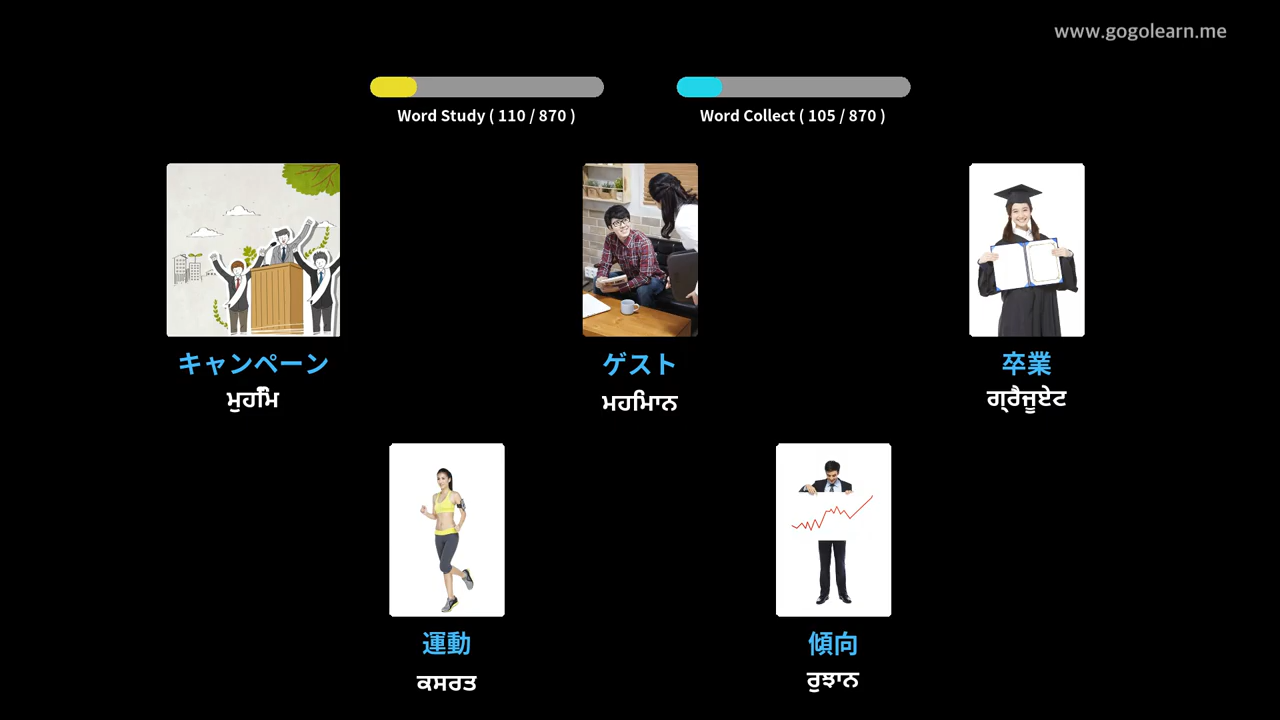 www.gogolearn.me
Word Study ( 110 / 870 )
Word Collect ( 105 / 870 )
キャンペーン
ਮੁਹਿੰਮ
ゲスト
ਮਹਿਮਾਨ
卒業
ਗ੍ਰੈਜੂਏਟ
運動
ਕਸਰਤ
傾向
ਰੁਝਾਨ